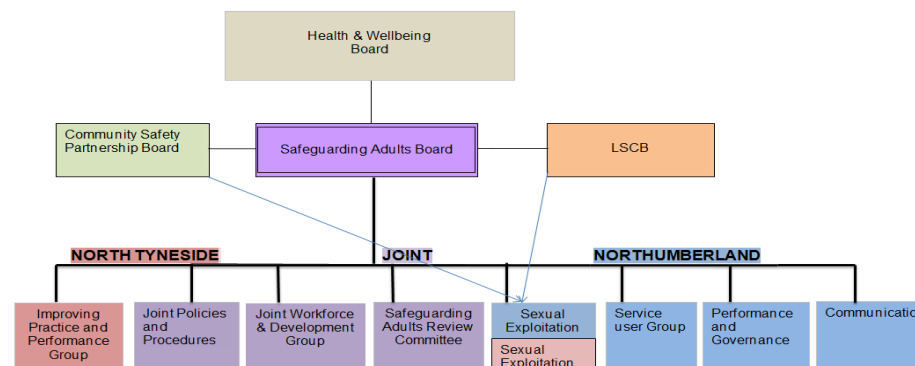 Health & Wellbeing
Board
Community Safety
Partnership Board
Safeguarding Adults Board
LSCB
NORTH TYNESIDE
JOINT
NORTHUMBERLAND
Improving
Practice and
Performance
Group
Joint Policies
and
Procedures
Joint Workforce
& Development
Group
Safeguarding
Adults Review
Committee
Sexual
Exploitation
Sexual
Exploitation
Service
user Group
Performance
and
Governance
Communicatio